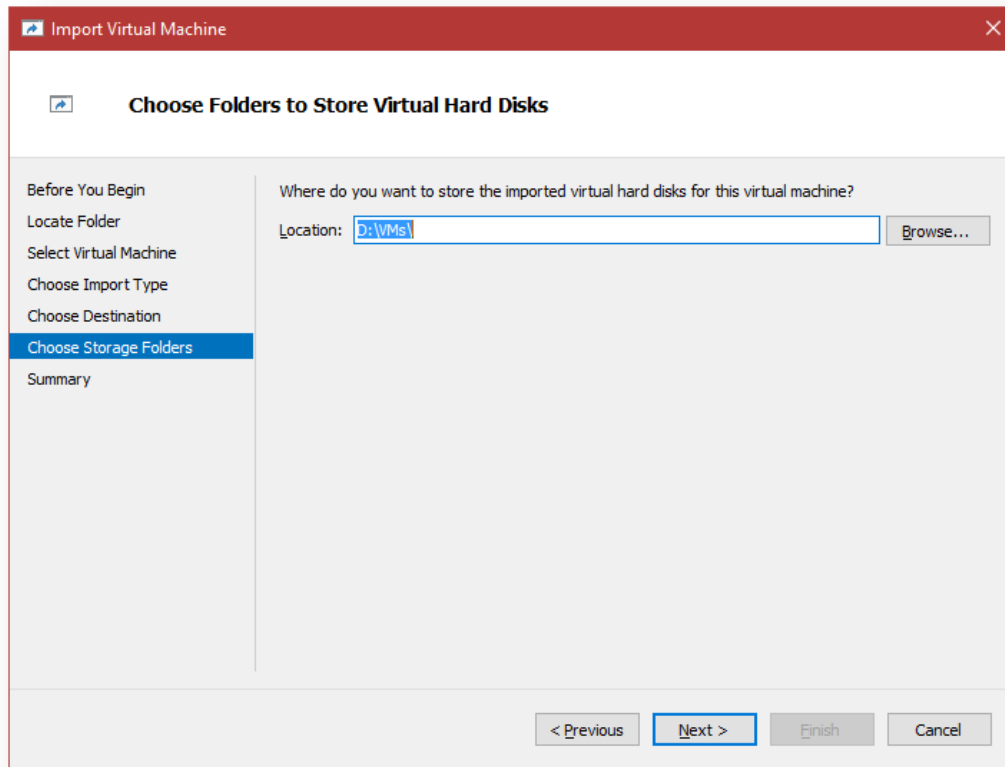 Import Virtual Machine
Choose Folders to Store Virtual Hard Disks
Before You Begin
Locate Folder
Select Virtual Machine
Choose Import Type
Choose Destination
Choose Storage Folders
Summary
Where do you want to store the imported virtual hard disks for this virtual machine?
Location: D:\VMs\ Browse...
< Previous Next > Finish Cancel